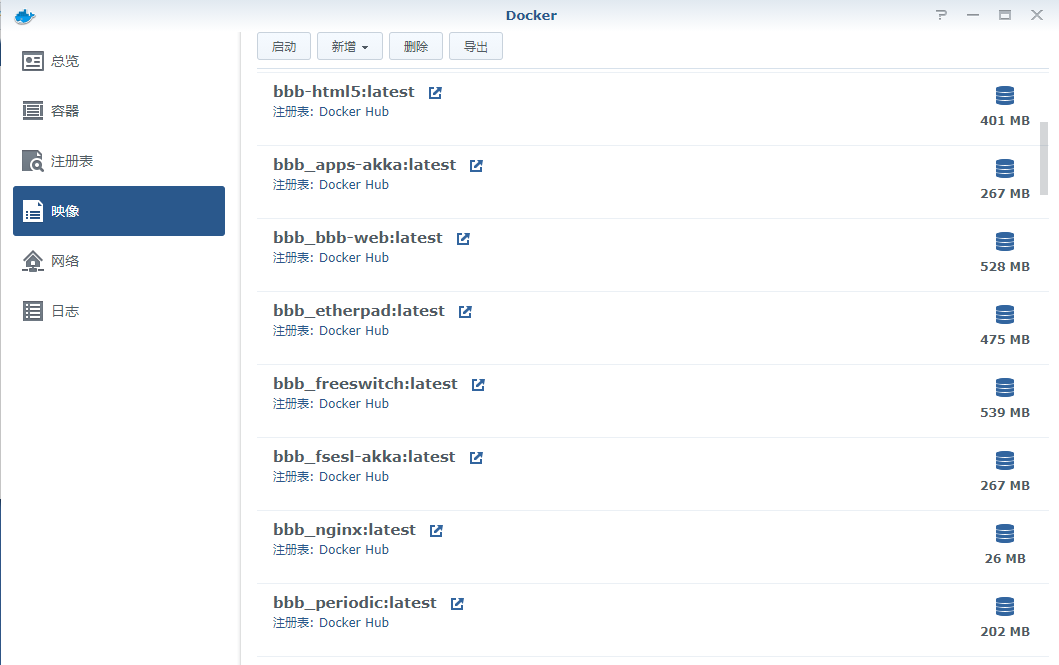 Docker
总览
容器
注册表
映像
网络
日志
启动 新增 删除 导出
bbb-html5:latest
注册表: Docker Hub
401 MB
bbb_apps-akka:latest
注册表: Docker Hub
267 MB
bbb_bbb-web:latest
注册表: Docker Hub
528 MB
bbb_etherpad:latest
注册表: Docker Hub
475 MB
bbb_freeswitch:latest
注册表: Docker Hub
539 MB
bbb_fsesl-akka:latest
注册表: Docker Hub
267 MB
bbb_nginx:latest
注册表: Docker Hub
26 MB
bbb_periodic:latest
注册表: Docker Hub
202 MB